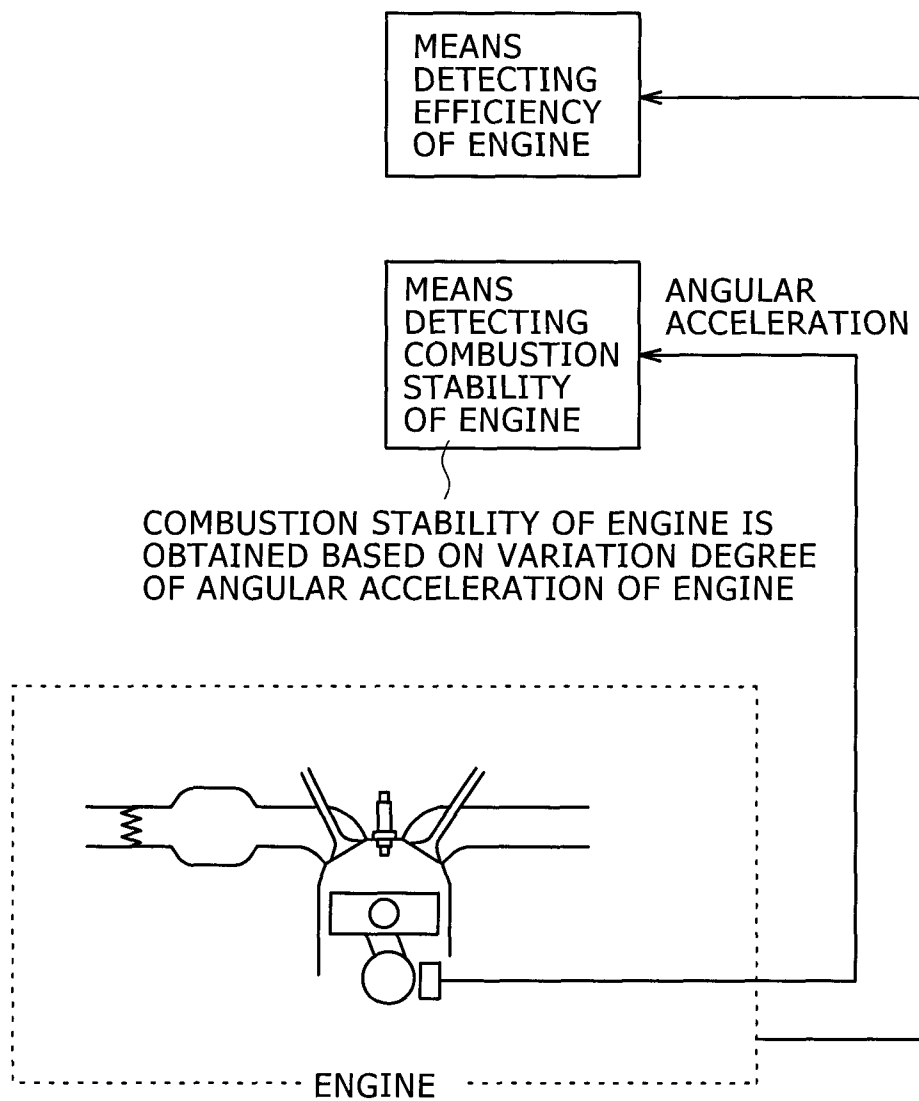 MEANS
DETECTING
EFFICIENCY
OF ENGINE
MEANS
DETECTING
COMBUSTION
STABILITY
OF ENGINE
ANGULAR
ACCELERATION
COMBUSTION STABILITY OF ENGINE IS
OBTAINED BASED ON VARIATION DEGREE
OF ANGULAR ACCELERATION OF ENGINE
ENGINE